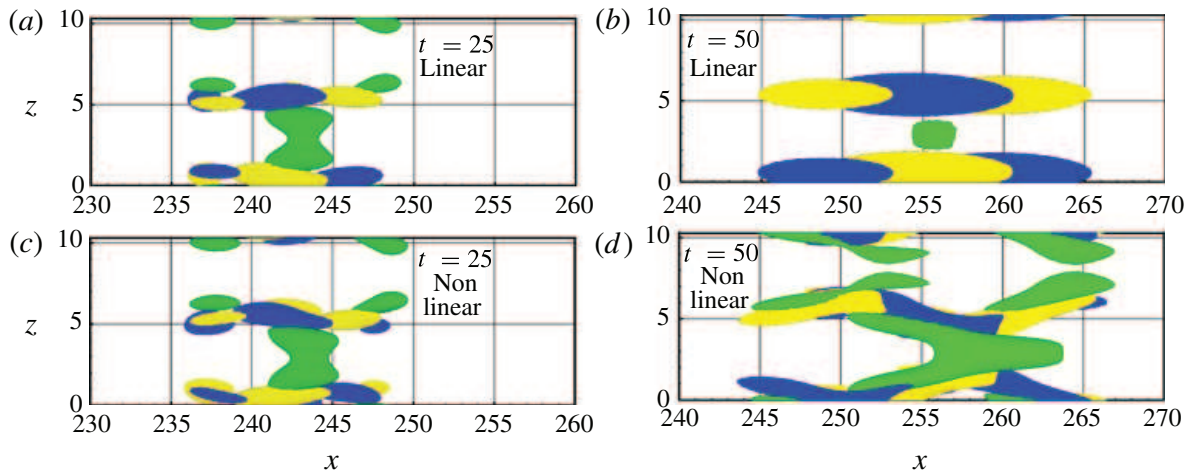 (a)
10
5
0
z
t = 25
Linear
230 235 240 245 250 255 260
(b)
10
5
0
t = 50
Linear
240 245 250 255 260 265 270
(c)
10
5
0
z
t = 25
Non
linear
230 235 240 245 250 255 260
x
(d)
10
5
0
t = 50
Non
linear
240 245 250 255 260 265 270
x